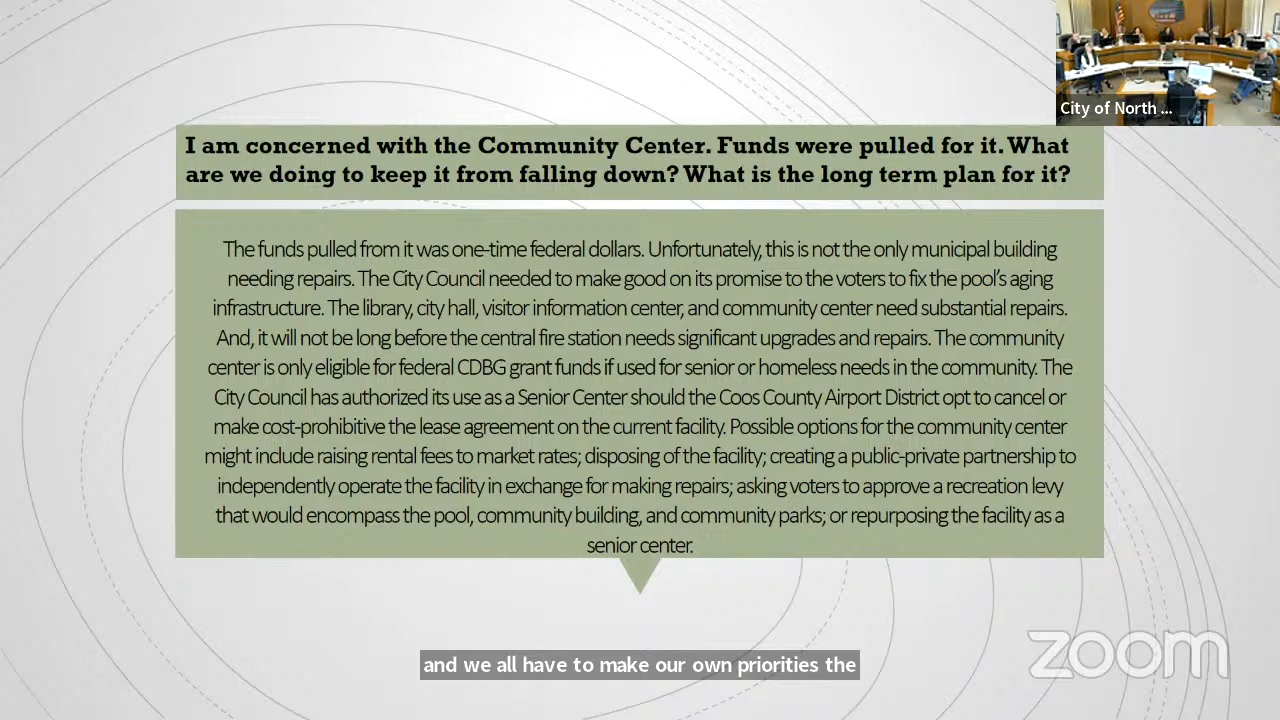 City of North ...
I am concerned with the Community Center. Funds were pulled for it. What
are we doing to keep it from falling down? What is the long term plan for it?
The funds pulled from it was one-time federal dollars. Unfortunately, this is not the only municipal building
needing repairs. The City Council needed to make good on its promise to the voters to fix the pool's aging
infrastructure. The library, city hall, visitor information center, and community center need substantial repairs.
And, it will not be long before the central fire station needs significant upgrades and repairs. The community
center is only eligible for federal CDBG grant funds if used for senior or homeless needs in the community. The
City Council has authorized its use as a Senior Center should the Coos County Airport District opt to cancel or
make cost-prohibitive the lease agreement on the current facility. Possible options for the community center
might include raising rental fees to market rates; disposing of the facility; creating a public-private partnership to
independently operate the facility in exchange for making repairs; asking voters to approve a recreation levy
that would encompass the pool, community building, and community parks; or repurposing the facility as a
senior center.
and we all have to make our own priorities the
zoom